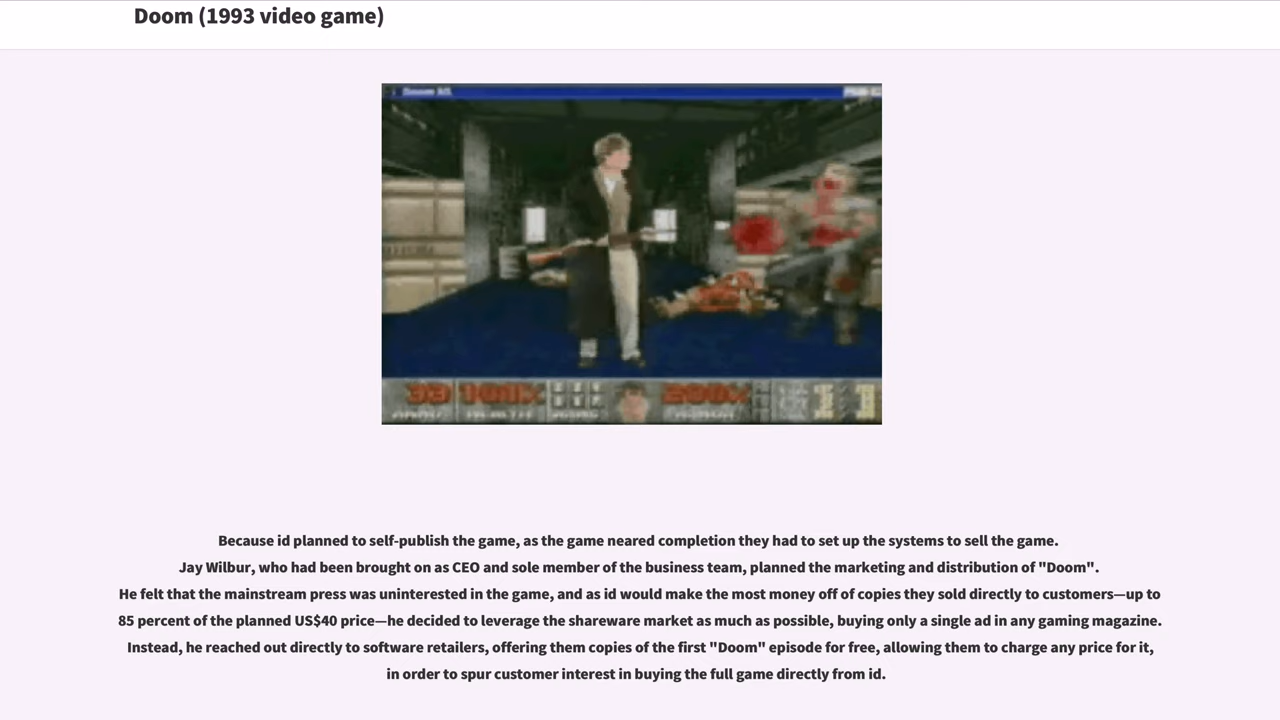 Doom (1993 video game)
Because id planned to self-publish the game, as the game neared completion they had to set up the systems to sell the game.
Jay Wilbur, who had been brought on as CEO and sole member of the business team, planned the marketing and distribution of "Doom".
He felt that the mainstream press was uninterested in the game, and as id would make the most money off of copies they sold directly to customers—up to
85 percent of the planned US$40 price—he decided to leverage the shareware market as much as possible, buying only a single ad in any gaming magazine.
Instead, he reached out directly to software retailers, offering them copies of the first "Doom" episode for free, allowing them to charge any price for it,
in order to spur customer interest in buying the full game directly from id.